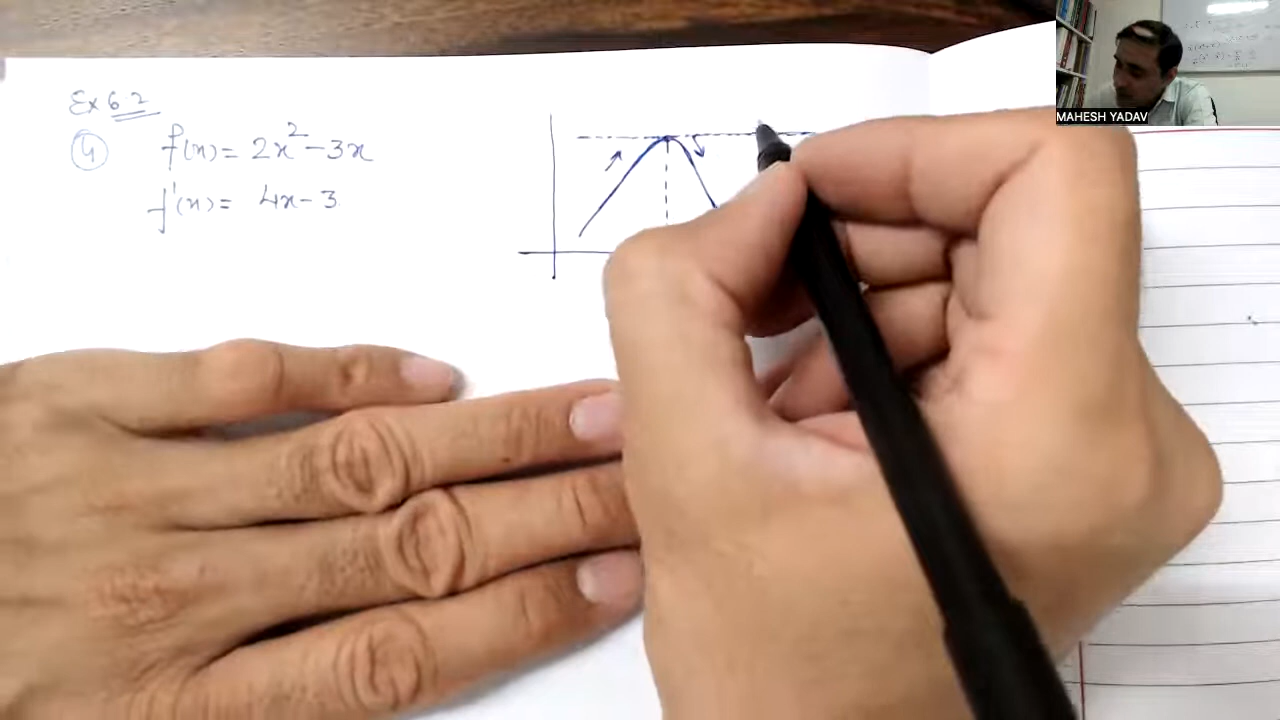 Ex 6.2
4 f(x) = 2x² - 3x
f'(x) = 4x - 3
MAHESH YADAV